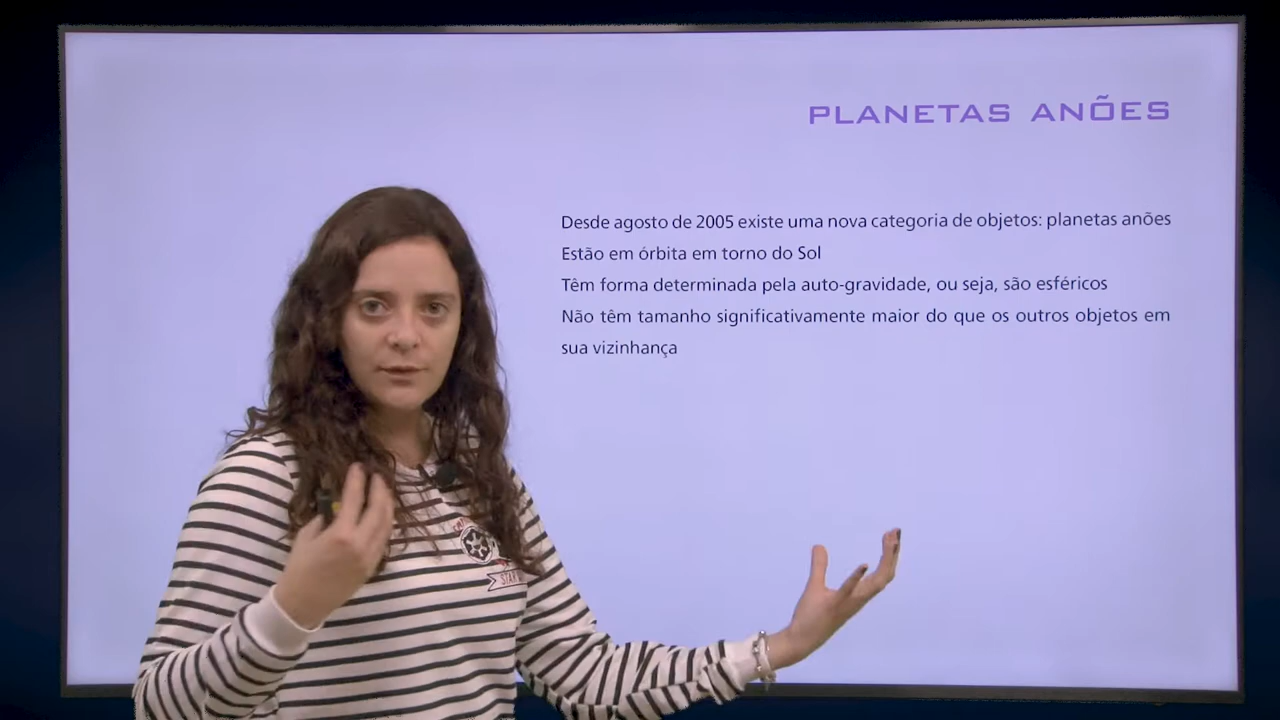 PLANETAS ANÕES
Desde agosto de 2005 existe uma nova categoria de objetos: planetas anões
Estão em órbita em torno do Sol
Têm forma determinada pela auto-gravidade, ou seja, são esféricos
Não têm tamanho significativamente maior do que os outros objetos em
sua vizinhança
STAR